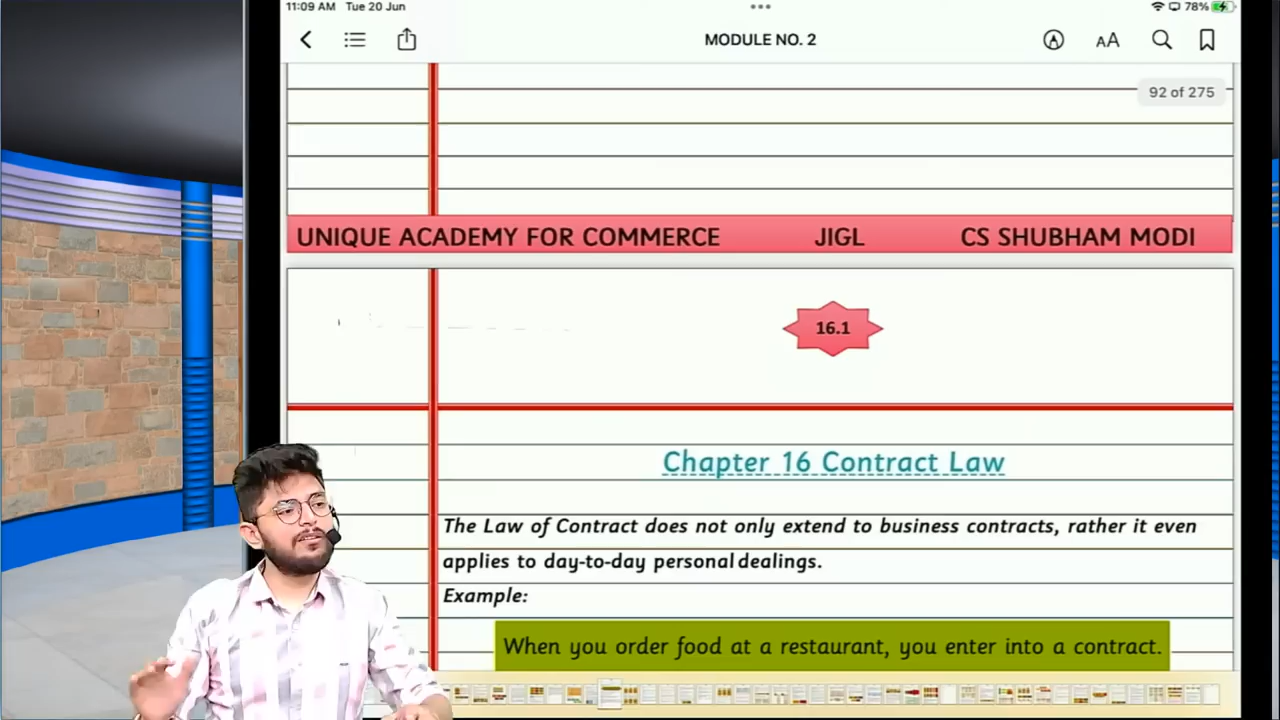 11:09 AM Tue 20 Jun
78%
MODULE NO. 2
AA
92 of 275
UNIQUE ACADEMY FOR COMMERCE JIGL CS SHUBHAM MODI
16.1
Chapter 16 Contract Law
The Law of Contract does not only extend to business contracts, rather it even
applies to day-to-day personal dealings.
Example:
When you order food at a restaurant, you enter into a contract.